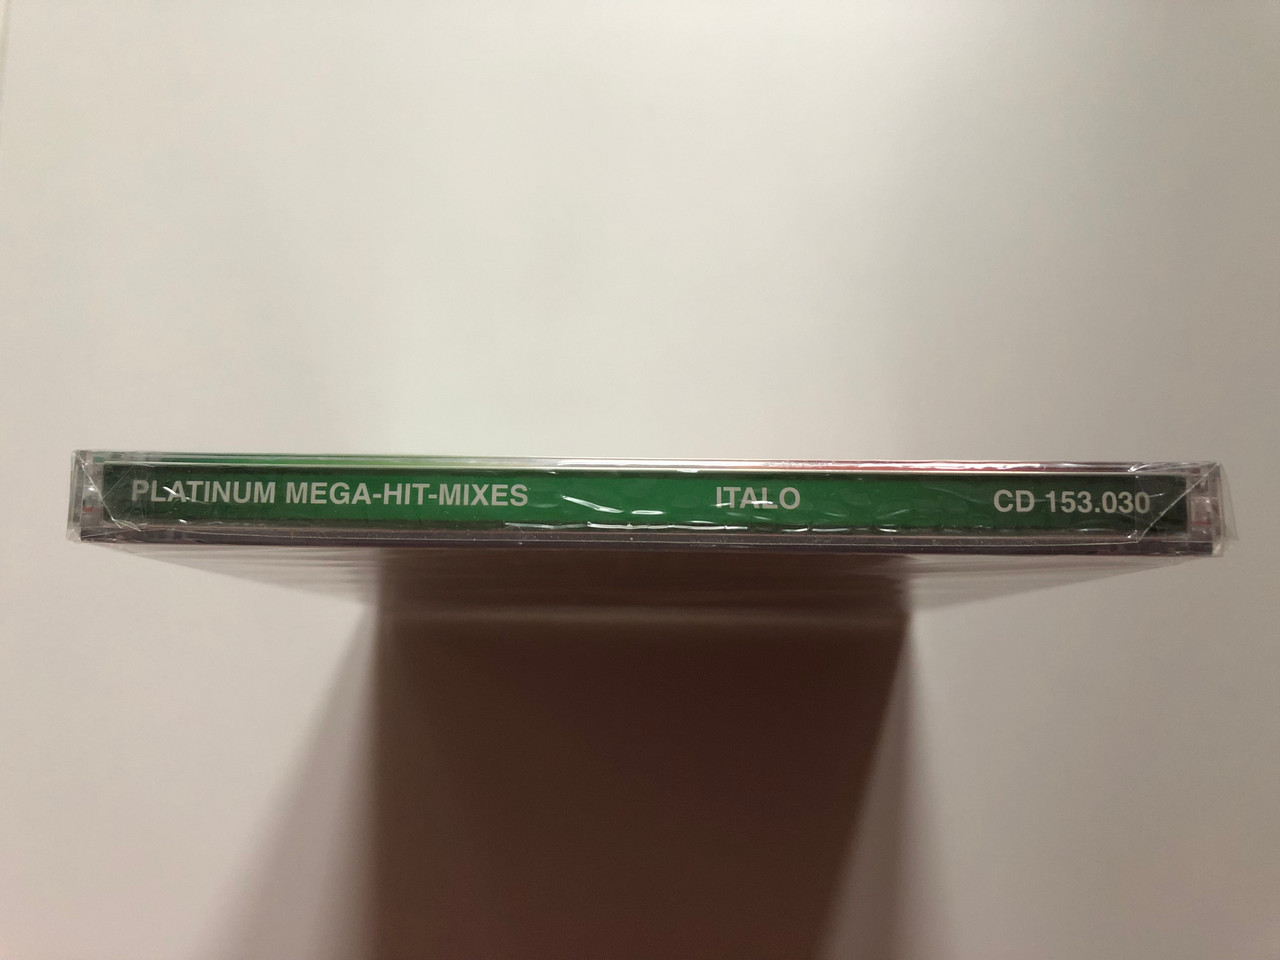 PLATINUM MEGA-HIT-MIXES ITALO CD 153.030